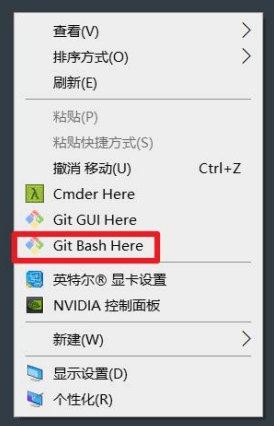 查看(V)
排序方式(O)
刷新(E)
粘贴(P)
粘贴快捷方式(S)
撤消 移动(U) Ctrl+Z
λ Cmder Here
Git GUI Here
Git Bash Here
英特尔® 显卡设置
NVIDIA 控制面板
新建(W)
显示设置(D)
个性化(R)